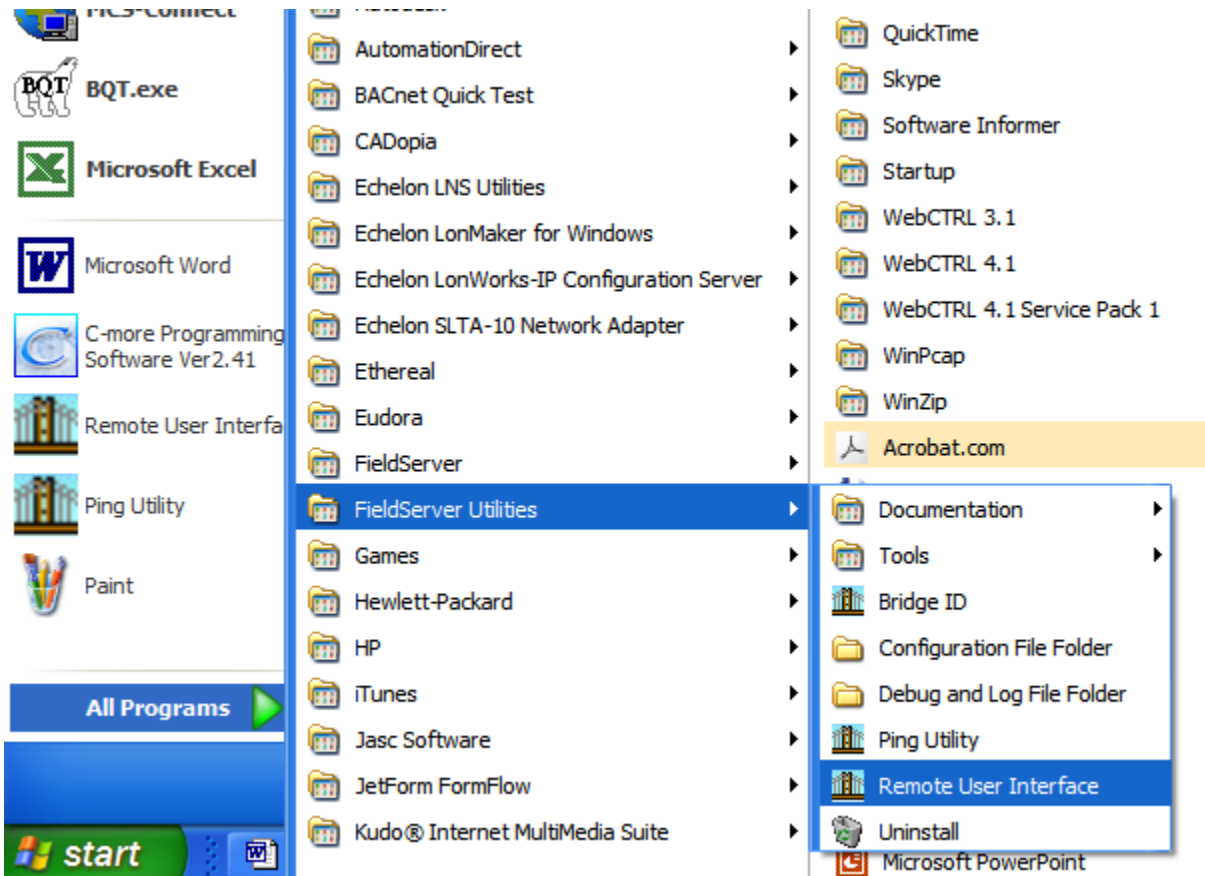 MCS-Connect
BQT
BQT.exe
Microsoft Excel
W
Microsoft Word
C-more Programming
Software Ver2.41
Remote User Interfa
Ping Utility
Paint
All Programs
start
AutomationDirect
BACnet Quick Test
CADopia
Echelon LNS Utilities
Echelon LonMaker for Windows
Echelon LonWorks-IP Configuration Server
Echelon SLTA-10 Network Adapter
Ethereal
Eudora
FieldServer
FieldServer Utilities
Games
Hewlett-Packard
HP
iTunes
Jasc Software
JetForm FormFlow
Kudo® Internet MultiMedia Suite
QuickTime
Skype
Software Informer
Startup
WebCTRL 3.1
WebCTRL 4.1
WebCTRL 4.1 Service Pack 1
WinPcap
WinZip
Acrobat.com
Documentation
Tools
Bridge ID
Configuration File Folder
Debug and Log File Folder
Ping Utility
Remote User Interface
Uninstall
Microsoft PowerPoint